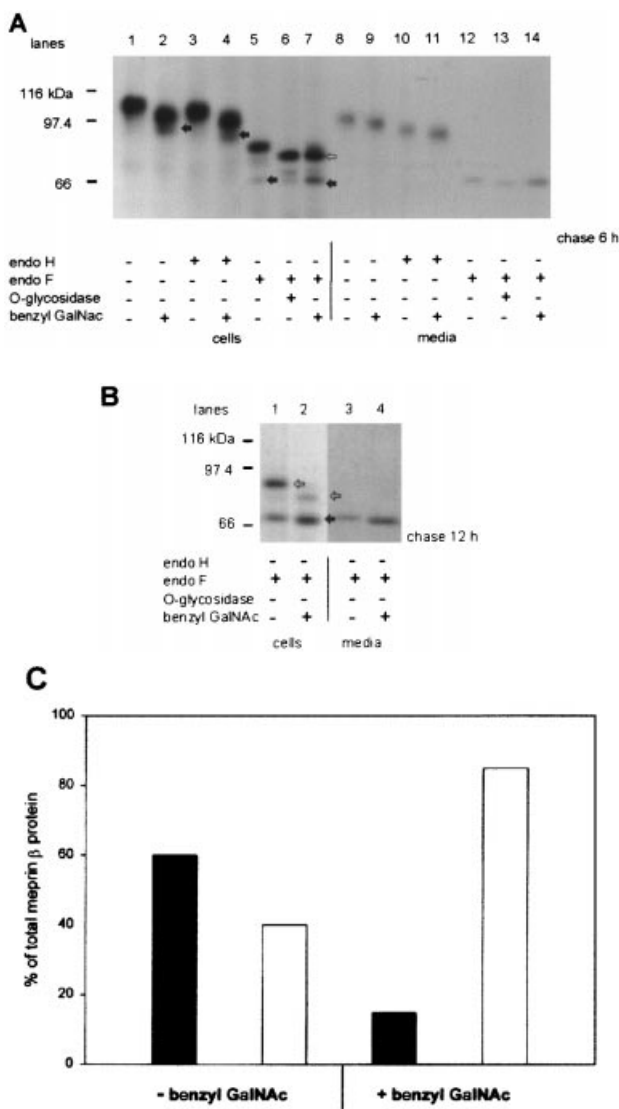 A
lanes 1 2 3 4 5 6 7 8 9 10 11 12 13 14
116 kDa
97.4
66
chase 6 h
endo H - - + + - - - - - + + - - -
endo F - - - - + + + - - - - + + +
O-glycosidase - - - - - + - - - - - - + -
benzyl GalNac - + - + - - + - + - + - - +
cells media
B
lanes 1 2 3 4
116 kDa
97 4
66
chase 12 h
endo H - - - -
endo F + + + +
O-glycosidase - - - -
benzyl GalNAc - + - +
cells media
C
% of total meprin β protein
100
80
60
40
20
0
- benzyl GalNAc + benzyl GalNAc